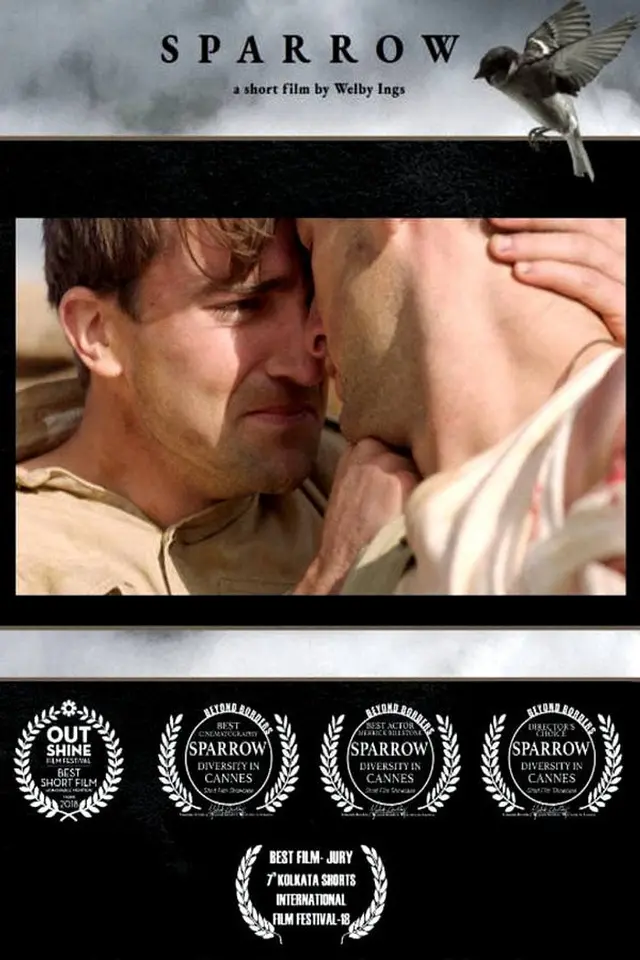 SPARROW
a short film by Welby Ings
OUT
SHINE
FILM FESTIVAL
BEST
SHORT FILM
2018
BEYOND BORDERS
BEST
CINEMATOGRAPHY
SPARROW
DIVERSITY IN
CANNES
Short Film Showcase
BEYOND BORDERS
BEST ACTOR
SPARROW
DIVERSITY IN
CANNES
Short Film Showcase
BEYOND BORDERS
DIRECTOR'S
CHOICE
SPARROW
DIVERSITY IN
CANNES
Short Film Showcase
BEST FILM- JURY
7th KOLKATA SHORTS
INTERNATIONAL
FILM FESTIVAL-18